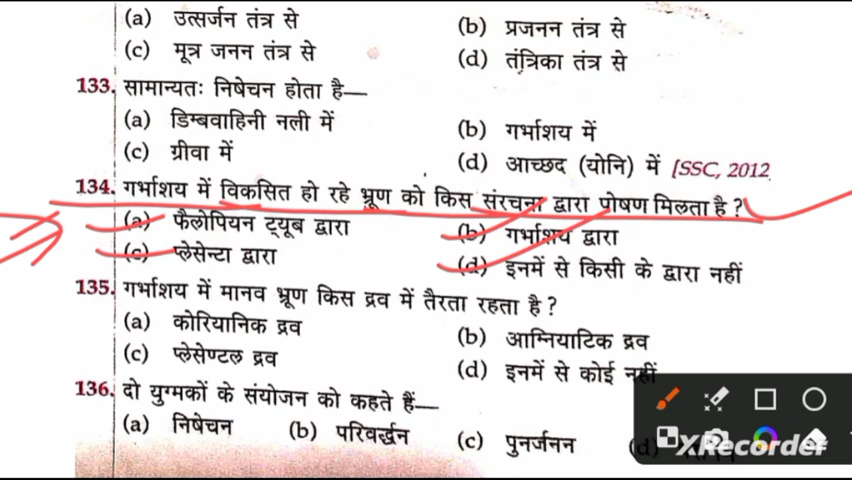 (a) उत्सर्जन तंत्र से (b) प्रजनन तंत्र से
(c) मूत्र जनन तंत्र से (d) तंत्रिका तंत्र से
133. सामान्यतः निषेचन होता है—
(a) डिम्बवाहिनी नली में (b) गर्भाशय में
(c) ग्रीवा में (d) आच्छद (योनि) में [SSC, 2012
134. गर्भाशय में विकसित हो रहे भ्रूण को किस संरचना द्वारा पोषण मिलता है ?
(a) फैलोपियन ट्यूब द्वारा (b) गर्भाशय द्वारा
(c) प्लेसेन्टा द्वारा (d) इनमें से किसी के द्वारा नहीं
135. गर्भाशय में मानव भ्रूण किस द्रव में तैरता रहता है ?
(a) कोरियानिक द्रव (b) आम्नियाटिक द्रव
(c) प्लेसेण्टल द्रव (d) इनमें से कोई नहीं
136. दो युग्मकों के संयोजन को कहते हैं—
(a) निषेचन (b) परिवर्द्धन (c) पुनर्जनन (d)
XRecorder